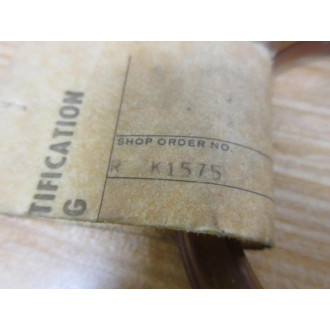 SHOP ORDER NO.
R K1575
TIFICATION
G